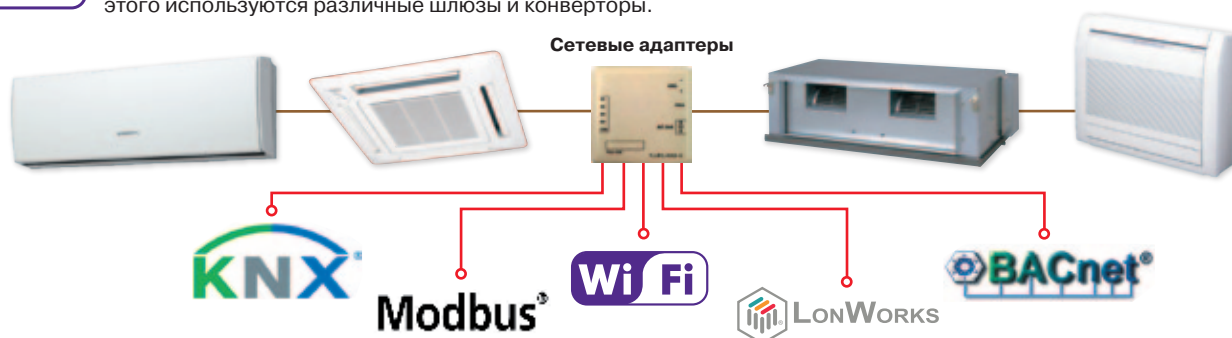 этого используются различные шлюзы и конверторы.
Сетевые адаптеры
KNX®
Modbus®
Wi Fi
LONWORKS
BACnet®